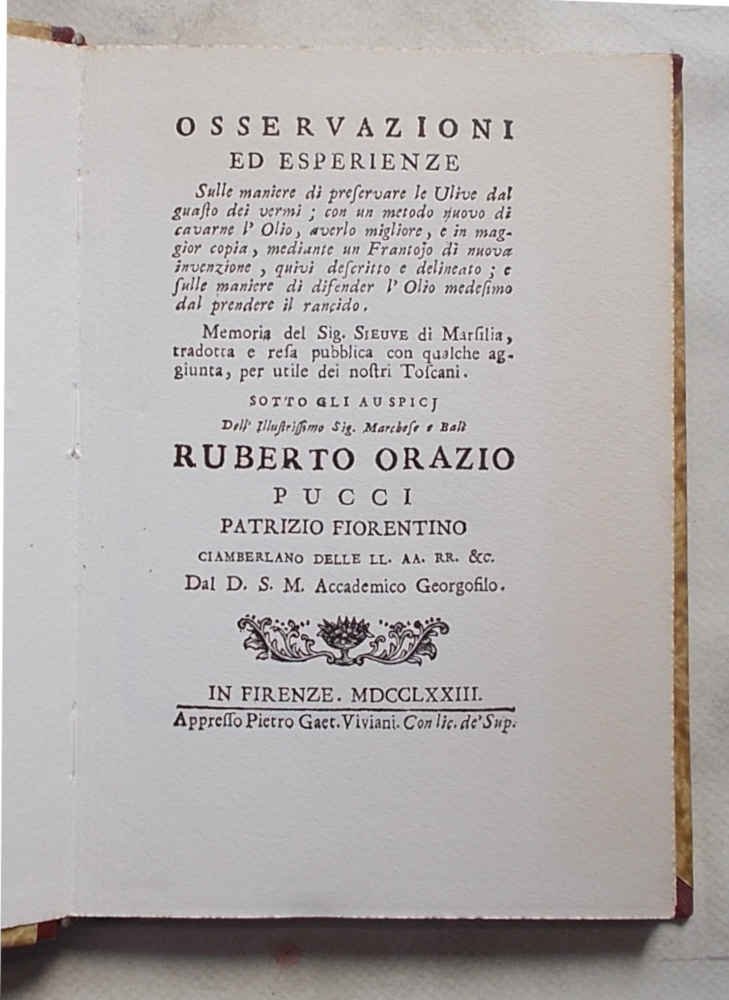 OSSERVAZIONI
ED ESPERIENZE
Sulle maniere di preſervare le Ulive dal
guaſto dei vermi ; con un metodo nuovo di
cavarne l' Olio, averlo migliore, e in mag-
gior copia, mediante un Frantojo di nuova
invenzione, quivi deſcritto e delineato ; e
ſulle maniere di difender l' Olio medeſimo
dal prendere il rancido.
Memoria del Sig. SIEUVE di Marſilia,
tradotta e reſa pubblica con qualche ag-
giunta, per utile dei noſtri Toſcani.
SOTTO GLI AUSPICJ
Dell' Illuſtriſſimo Sig. Marcheſe e Balì
RUBERTO ORAZIO
PUCCI
PATRIZIO FIORENTINO
CIAMBERLANO DELLE LL. AA. RR. &c.
Dal D. S. M. Accademico Georgofilo.
IN FIRENZE. MDCCLXXIII.
Appreſſo Pietro Gaet. Viviani. Con lic. de' Sup.